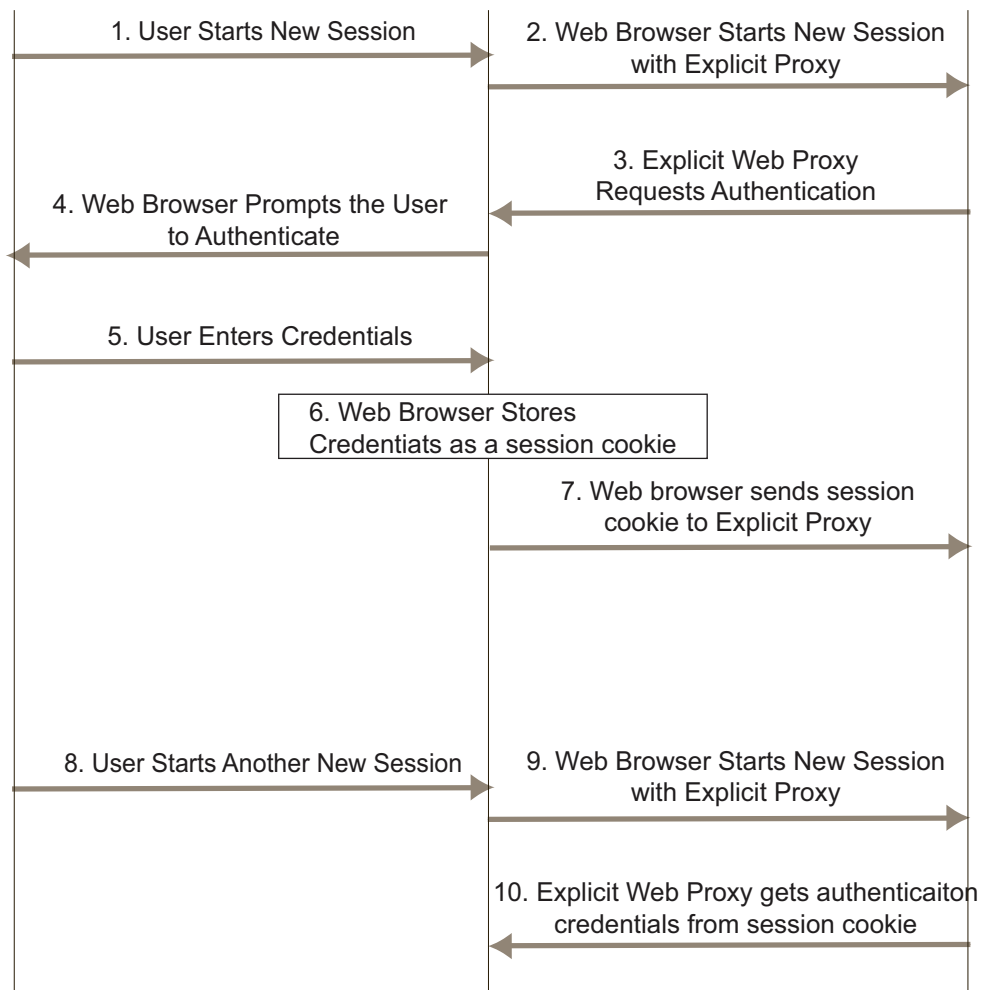 1. User Starts New Session
2. Web Browser Starts New Session
with Explicit Proxy
3. Explicit Web Proxy
Requests Authentication
4. Web Browser Prompts the User
to Authenticate
5. User Enters Credentials
6. Web Browser Stores
Credentiats as a session cookie
7. Web browser sends session
cookie to Explicit Proxy
8. User Starts Another New Session
9. Web Browser Starts New Session
with Explicit Proxy
10. Explicit Web Proxy gets authenticaiton
credentials from session cookie